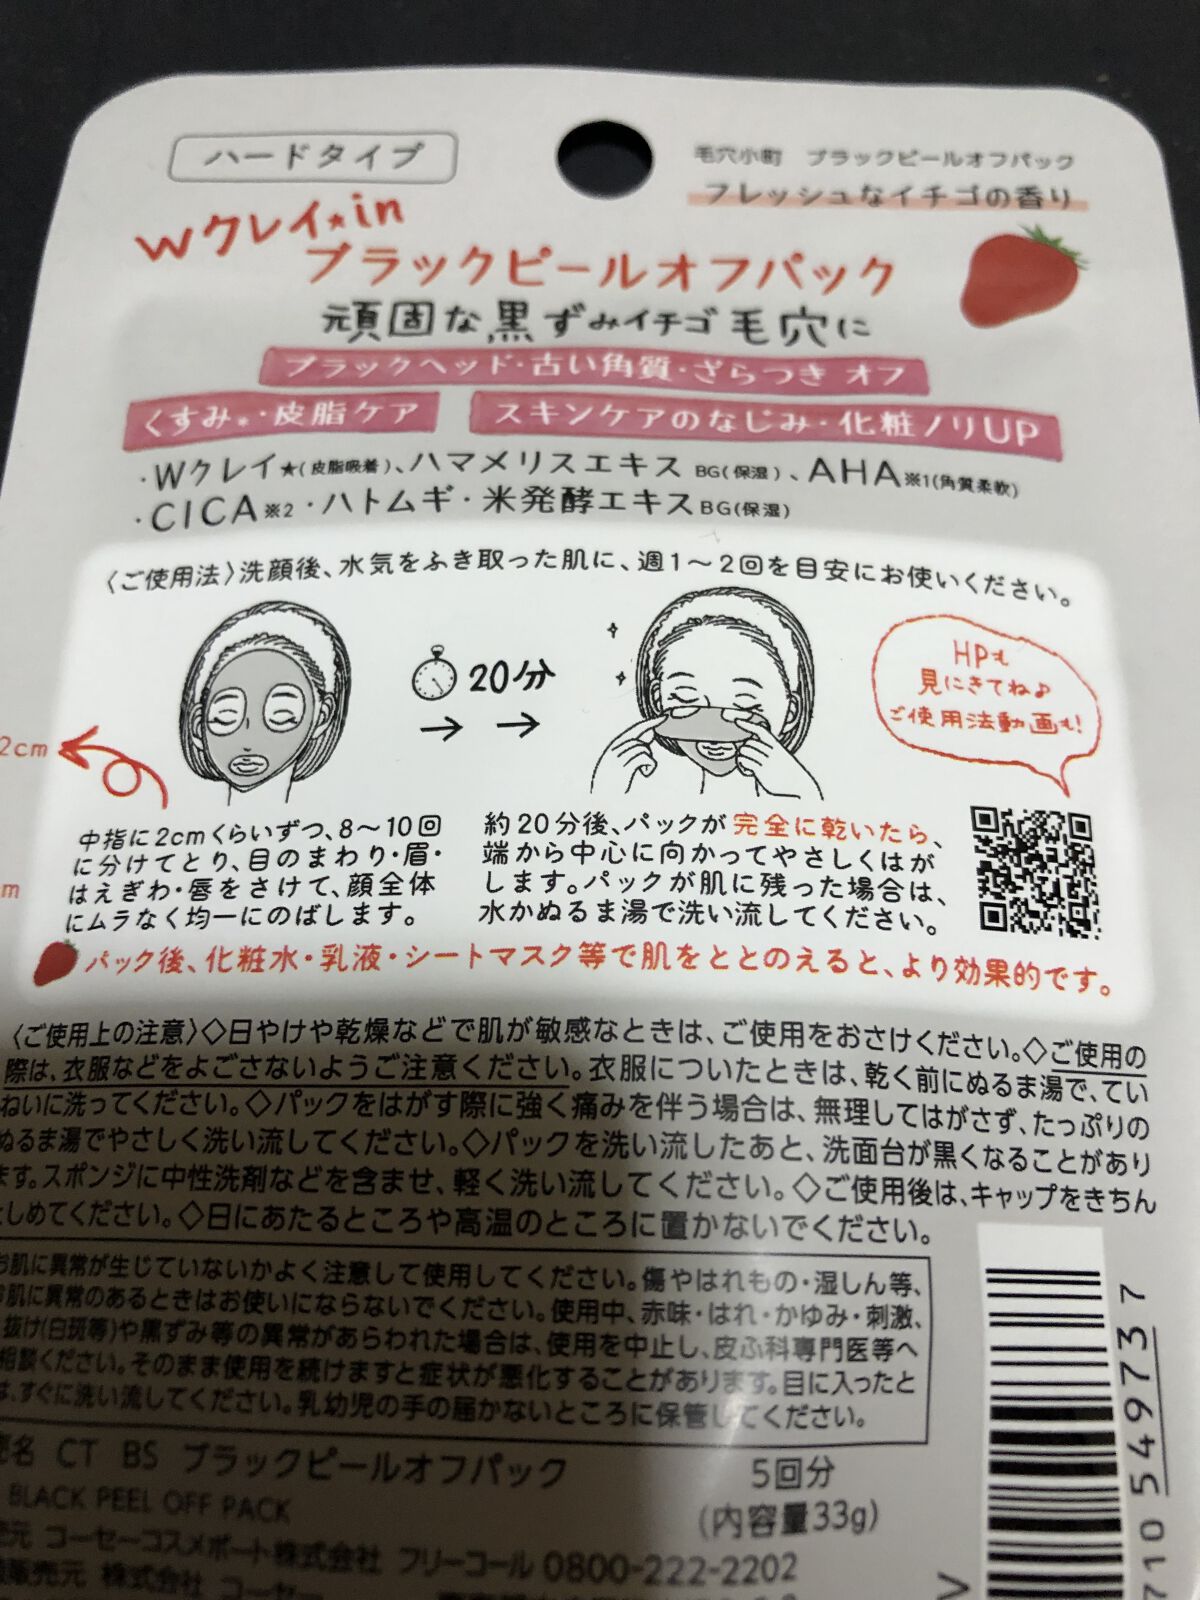 ハードタイプ
毛穴小町 ブラックピールオフパック
フレッシュなイチゴの香り
Wクレイ★in
ブラックピールオフパック
頑固な黒ずみイチゴ毛穴に
ブラックヘッド・古い角質・ざらつき オフ
くすみ※・皮脂ケア
スキンケアのなじみ・化粧ノリUP
・Wクレイ★(皮脂吸着)、ハマメリスエキスBG(保湿)、AHA※1(角質柔軟)
・CICA※2・ハトムギ・米発酵エキスBG(保湿)
〈ご使用法〉洗顔後、水気をふき取った肌に、週1〜2回を目安にお使いください。
20分
→ →
HPも
見にきてね♪
ご使用法動画も!
2cm
中指に2cmくらいずつ、8〜10回
に分けてとり、目のまわり・眉・
はえぎわ・唇をさけて、顔全体
にムラなく均一にのばします。
約20分後、パックが完全に乾いたら、
端から中心に向かってやさしくはが
します。パックが肌に残った場合は、
水かぬるま湯で洗い流してください。
パック後、化粧水・乳液・シートマスク等で肌をととのえると、より効果的です。
〈ご使用上の注意〉◇日やけや乾燥などで肌が敏感なときは、ご使用をおさけください。◇ご使用の
際は、衣服などをよごさないようご注意ください。衣服についたときは、乾く前にぬるま湯で、てい
ねいに洗ってください。◇パックをはがす際に強く痛みを伴う場合は、無理してはがさず、たっぷりの
ぬるま湯でやさしく洗い流してください。◇パックを洗い流したあと、洗面台が黒くなることがあり
ます。スポンジに中性洗剤などを含ませ、軽く洗い流してください。◇ご使用後は、キャップをきちん
としめてください。◇日にあたるところや高温のところに置かないでください。
お肌に異常が生じていないかよく注意して使用してください。傷やはれもの・湿しん等、
お肌に異常のあるときはお使いにならないでください。使用中、赤味・はれ・かゆみ・刺激、
抜け(白斑等)や黒ずみ等の異常があらわれた場合は、使用を中止し、皮ふ科専門医等へ
相談ください。そのまま使用を続けますと症状が悪化することがあります。目に入ったと
は、すぐに洗い流してください。乳幼児の手の届かないところに保管してください。
名 CT BS ブラックピールオフパック
BLACK PEEL OFF PACK
5回分
(内容量33g)
元 コーセーコスメポート株式会社 フリーコール 0800-222-2202
販売元 株式会社 コーセー
710 549737